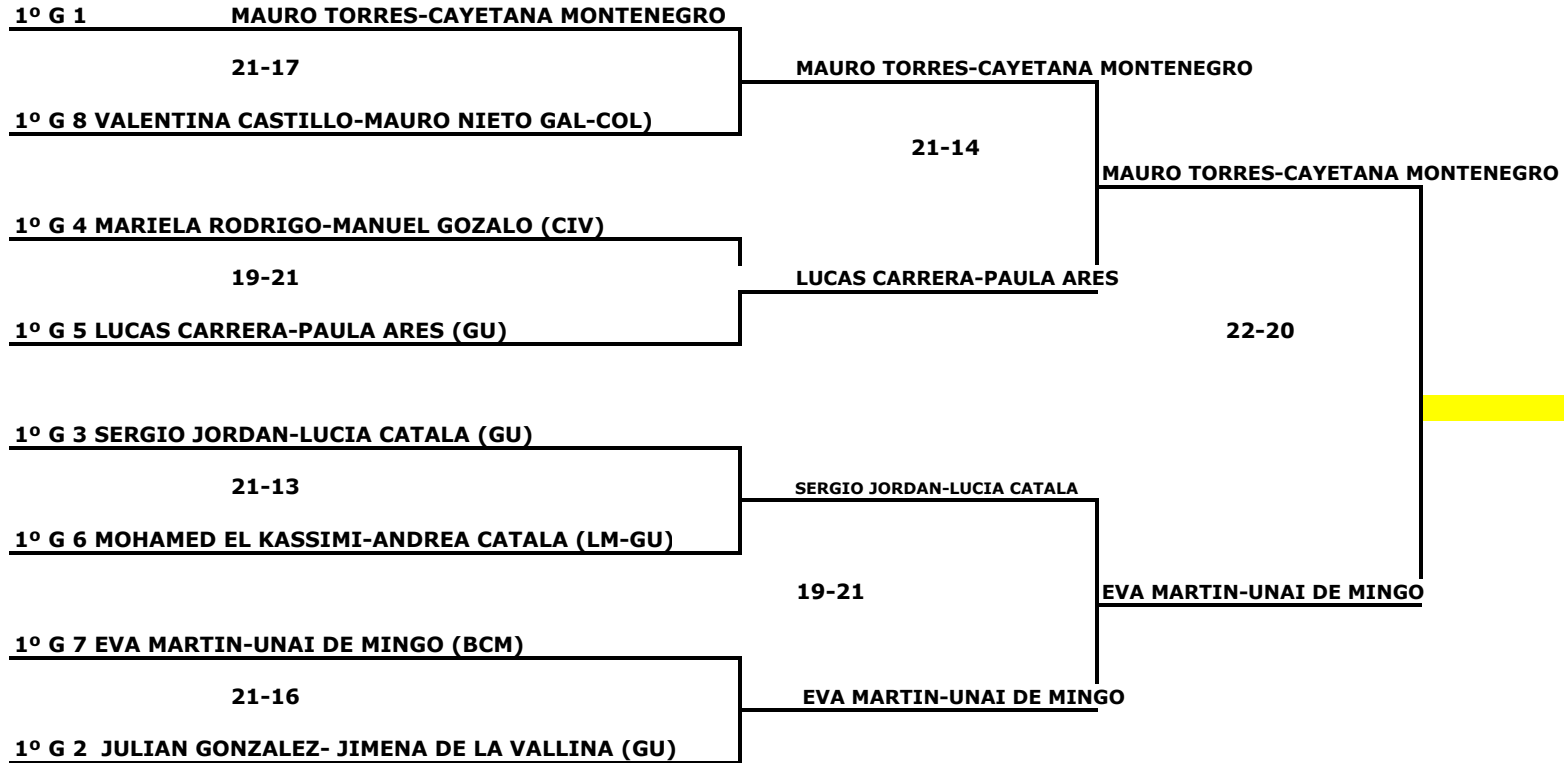 1º G 1 MAURO TORRES-CAYETANA MONTENEGRO
21-17
MAURO TORRES-CAYETANA MONTENEGRO
1º G 8 VALENTINA CASTILLO-MAURO NIETO GAL-COL)
21-14
MAURO TORRES-CAYETANA MONTENEGRO
1º G 4 MARIELA RODRIGO-MANUEL GOZALO (CIV)
19-21
LUCAS CARRERA-PAULA ARES
1º G 5 LUCAS CARRERA-PAULA ARES (GU)
22-20
1º G 3 SERGIO JORDAN-LUCIA CATALA (GU)
21-13
SERGIO JORDAN-LUCIA CATALA
1º G 6 MOHAMED EL KASSIMI-ANDREA CATALA (LM-GU)
19-21
EVA MARTIN-UNAI DE MINGO
1º G 7 EVA MARTIN-UNAI DE MINGO (BCM)
21-16
EVA MARTIN-UNAI DE MINGO
1º G 2 JULIAN GONZALEZ- JIMENA DE LA VALLINA (GU)